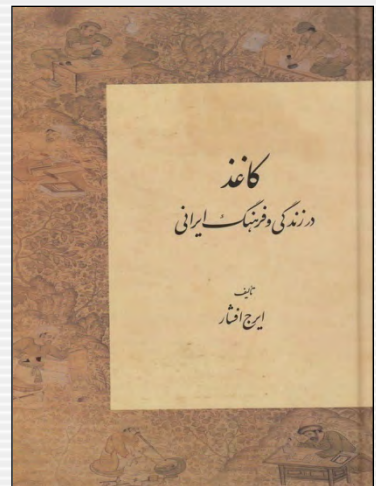 کاغذ
در زندگی و فرهنگ ایرانی
تألیف
ایرج افشار